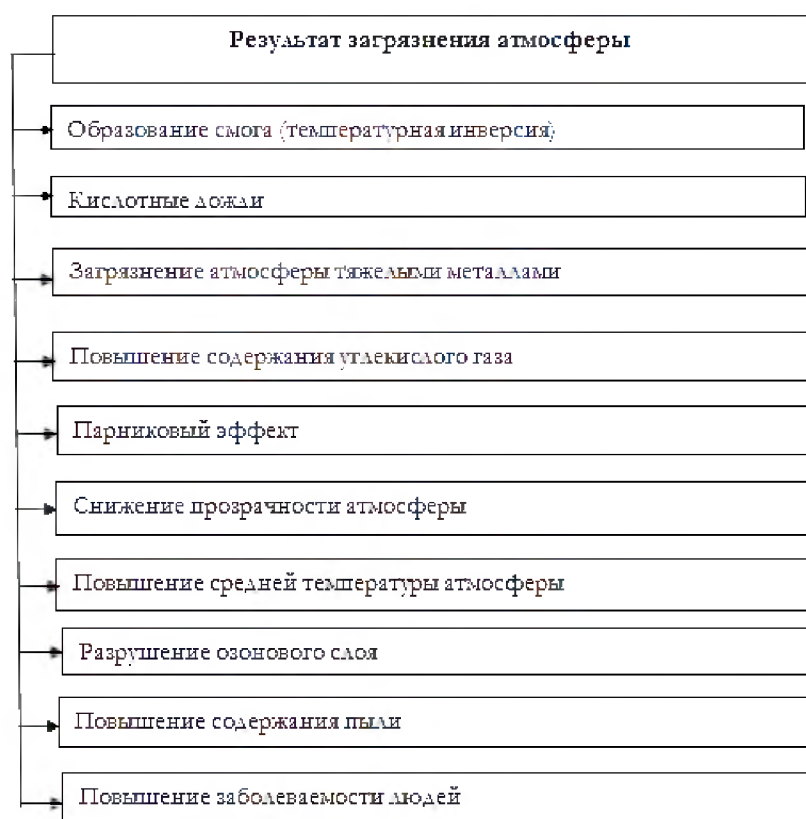 Результат загрязнения атмосферы
Образование смога (температурная инверсия)
Кислотные дожди
Загрязнение атмосферы тяжелыми металлами
Повышение содержания углекислого газа
Парниковый эффект
Снижение прозрачности атмосферы
Повышение средней температуры атмосферы
Разрушение озонового слоя
Повышение содержания пыли
Повышение заболеваемости людей